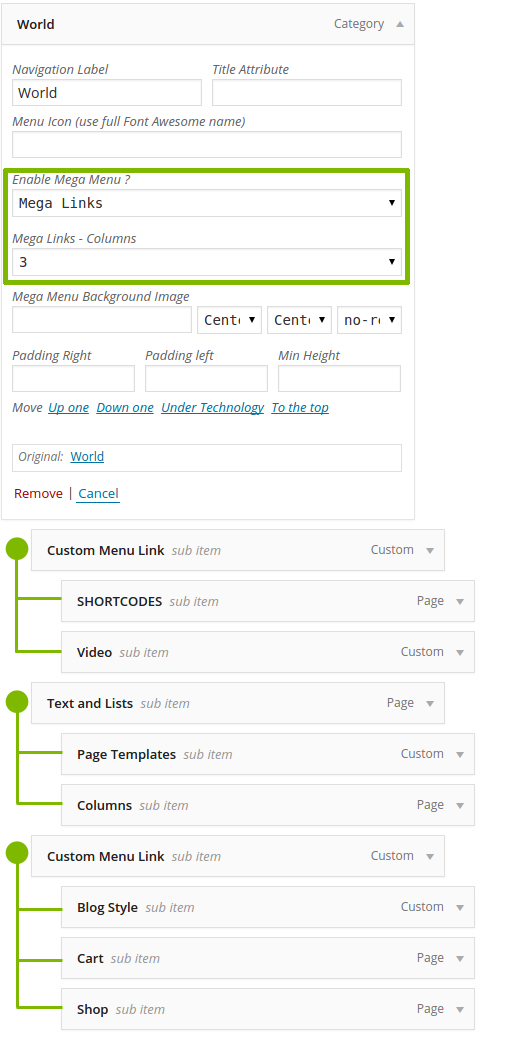 World Category
Navigation Label Title Attribute
World
Menu Icon (use full Font Awesome name)
Enable Mega Menu ?
Mega Links
Mega Links - Columns
3
Mega Menu Background Image
Cent Cent no-re
Padding Right Padding left Min Height
Move Up one Down one Under Technology To the top
Original: World
Remove | Cancel
Custom Menu Link sub item Custom
SHORTCODES sub item Page
Video sub item Custom
Text and Lists sub item Page
Page Templates sub item Custom
Columns sub item Page
Custom Menu Link sub item Custom
Blog Style sub item Custom
Cart sub item Page
Shop sub item Page